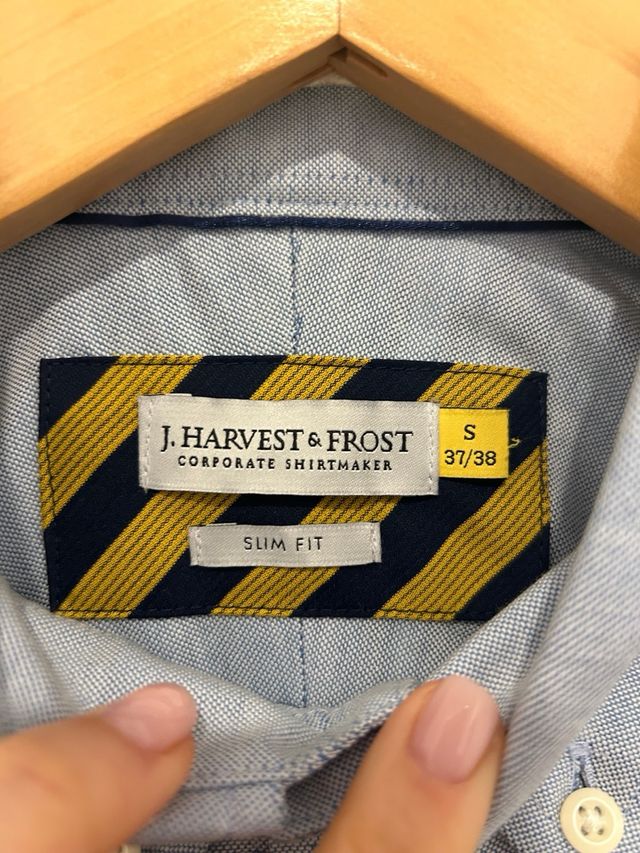 J. HARVEST & FROST
CORPORATE SHIRTMAKER
S
37/38
SLIM FIT